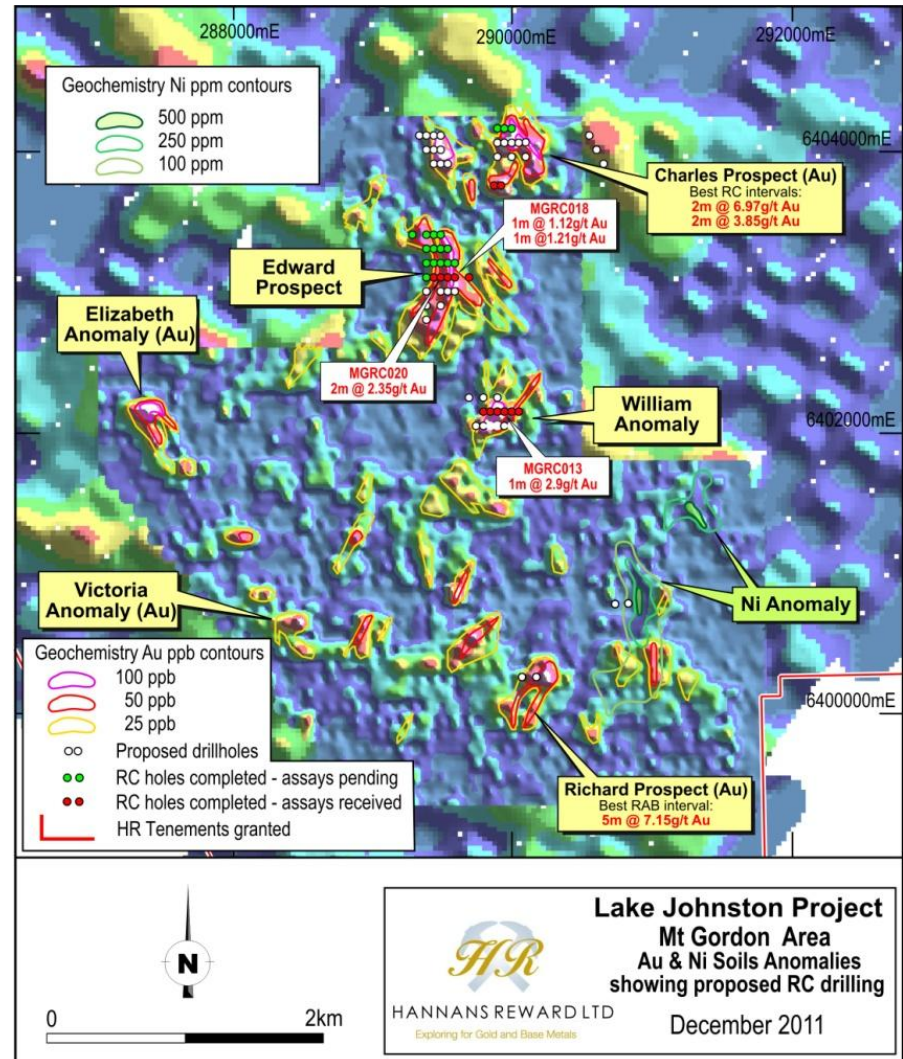 288000mE
290000mE
292000mE
Geochemistry Ni ppm contours
500 ppm
250 ppm
100 ppm
6404000mE
Charles Prospect (Au)
Best RC intervals:
2m @ 6.97g/t Au
2m @ 3.85g/t Au
MGRC018
1m @ 1.12g/t Au
1m @1.21g/t Au
Edward
Prospect
Elizabeth
Anomaly (Au)
MGRC020
2m @ 2.35g/t Au
William
Anomaly
6402000mE
MGRC013
1m @ 2.9g/t Au
Victoria
Anomaly (Au)
Ni Anomaly
Geochemistry Au ppb contours
100 ppb
50 ppb
25 ppb
Proposed drillholes
RC holes completed - assays pending
RC holes completed - assays received
HR Tenements granted
6400000mE
Richard Prospect (Au)
Best RAB interval:
5m @ 7.15g/t Au
N
0
2km
HR
HANNANS REWARD LTD
Exploring for Gold and Base Metals
Lake Johnston Project
Mt Gordon Area
Au & Ni Soils Anomalies
showing proposed RC drilling
December 2011